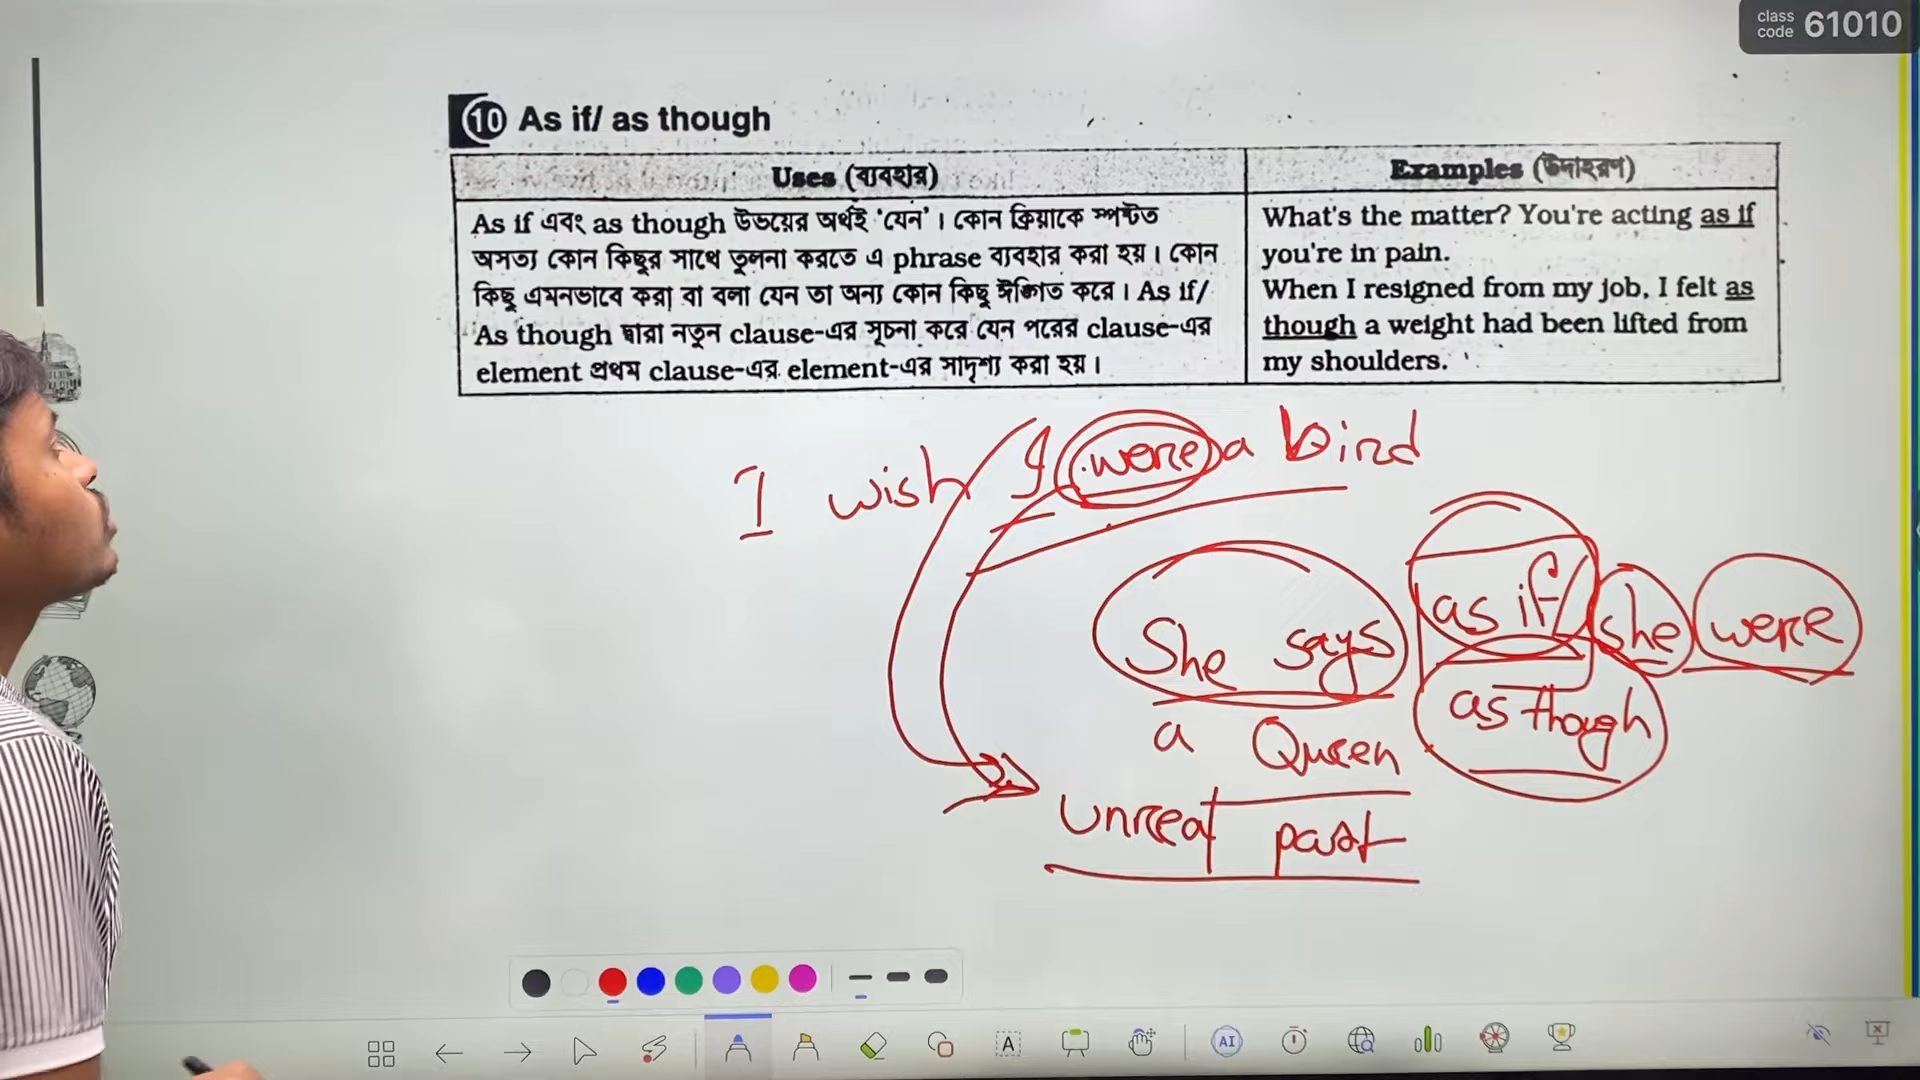 class code 61010
10 As if/ as though
Uses (ব্যবহার)
As if এবং as though উভয়ের অর্থই ‘যেন’ । কোন ক্রিয়াকে স্পষ্টত
অসত্য কোন কিছুর সাথে তুলনা করতে এ phrase ব্যবহার করা হয় । কোন
কিছু এমনভাবে করা বা বলা যেন তা অন্য কোন কিছু ইঙ্গিত করে । As if/
As though দ্বারা নতুন clause-এর সূচনা করে যেন পরের clause-এর
element প্রথম clause-এর element-এর সাদৃশ্য করা হয় ।
Examples (উদাহরণ)
What's the matter? You're acting as if
you're in pain.
When I resigned from my job, I felt as
though a weight had been lifted from
my shoulders.
I wish I were a bird
She says as if/ she were
as though
a Queen
unreal past
A
AI